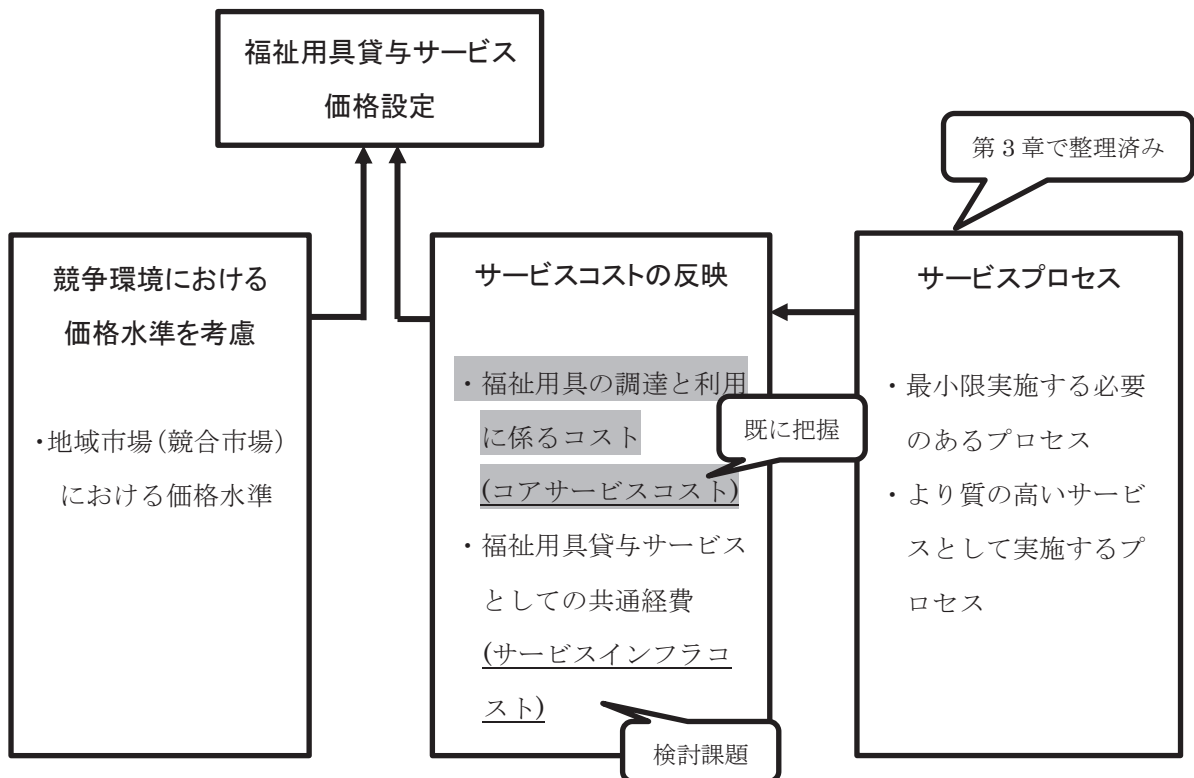 福祉用具貸与サービス
価格設定
第3章で整理済み
競争環境における
価格水準を考慮
・地域市場(競合市場)
における価格水準
サービスコストの反映
・福祉用具の調達と利用
に係るコスト
(コアサービスコスト)
既に把握
・福祉用具貸与サービス
としての共通経費
(サービスインフラコ
スト)
検討課題
サービスプロセス
・最小限実施する必要
のあるプロセス
・より質の高いサービ
スとして実施するプ
ロセス